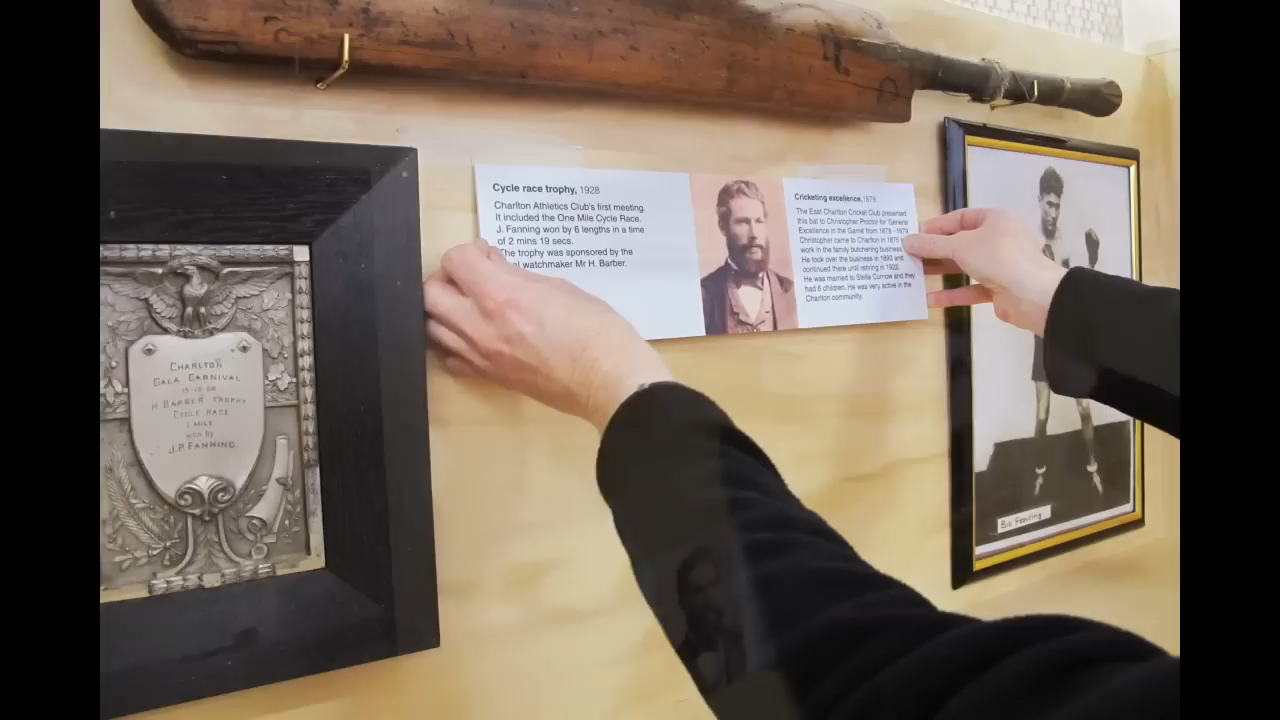 Cycle race trophy, 1928
Charlton Athletics Club's first meeting.
It included the One Mile Cycle Race.
J. Fanning won by 6 lengths in a time
of 2 mins 19 secs.
The trophy was sponsored by the
watchmaker Mr H. Barber.
Cricketing excellence, 1879
The East Charlton Cricket Club presented
this bat to Christopher Proctor for General
Excellence in the Game from 1878 - 1879.
Christopher came to Charlton in 1875 to
work in the family butchering business.
He took over the business in 1893 and
continued there until retiring in 1922.
He was married to Stella Curnow and they
had 6 children. He was very active in the
Charlton community.
CHARLTON
GALA CARNIVAL
H BARBER TROPHY
CYCLE RACE
1 MILE
won by
J.P. FANNING.
Bill Fanning